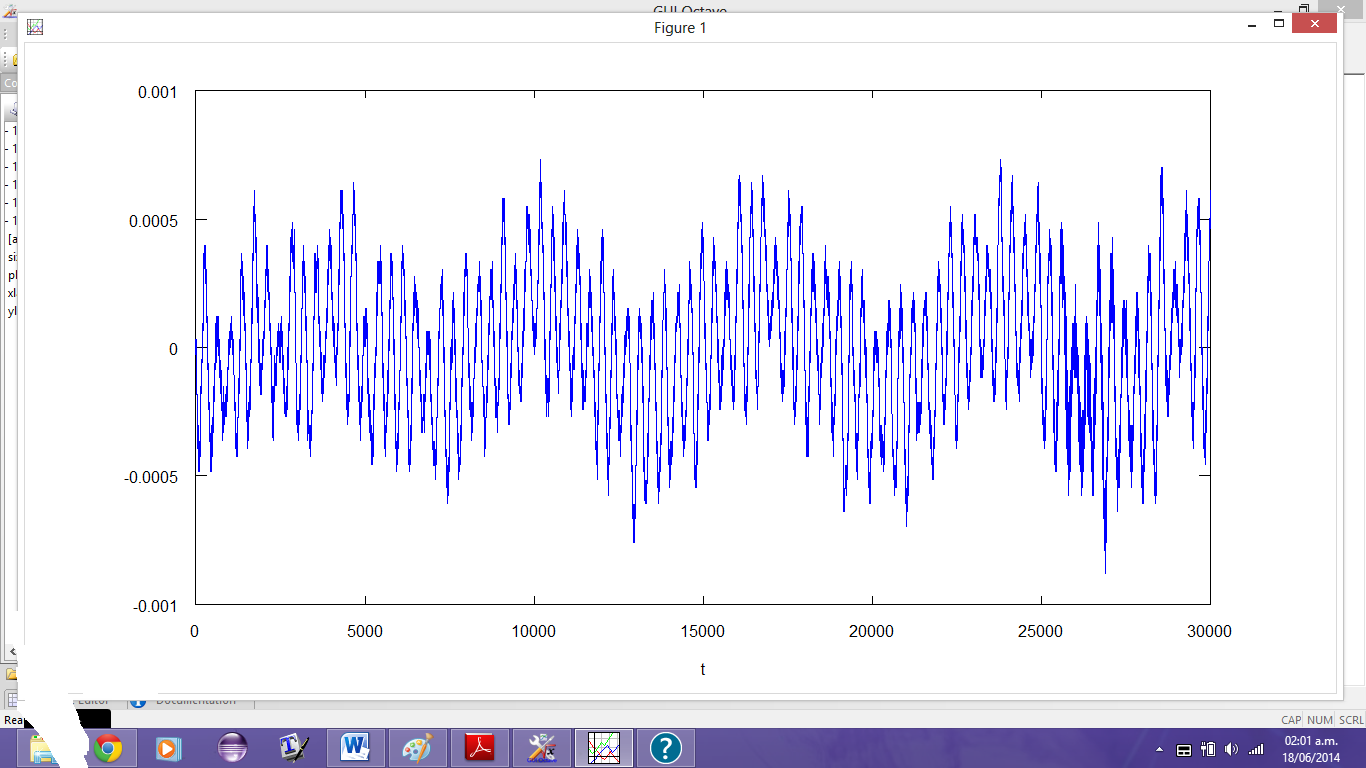 GUI Octave
Figure 1
Co
- 1
- 1
- 1
- 1
- 1
- 1
[a
si
pl
xl
yl
0.001
0.0005
0
-0.0005
-0.001
0 5000 10000 15000 20000 25000 30000
t
Editor Documentation
Rea
CAP NUM SCRL
02:01 a.m.
18/06/2014